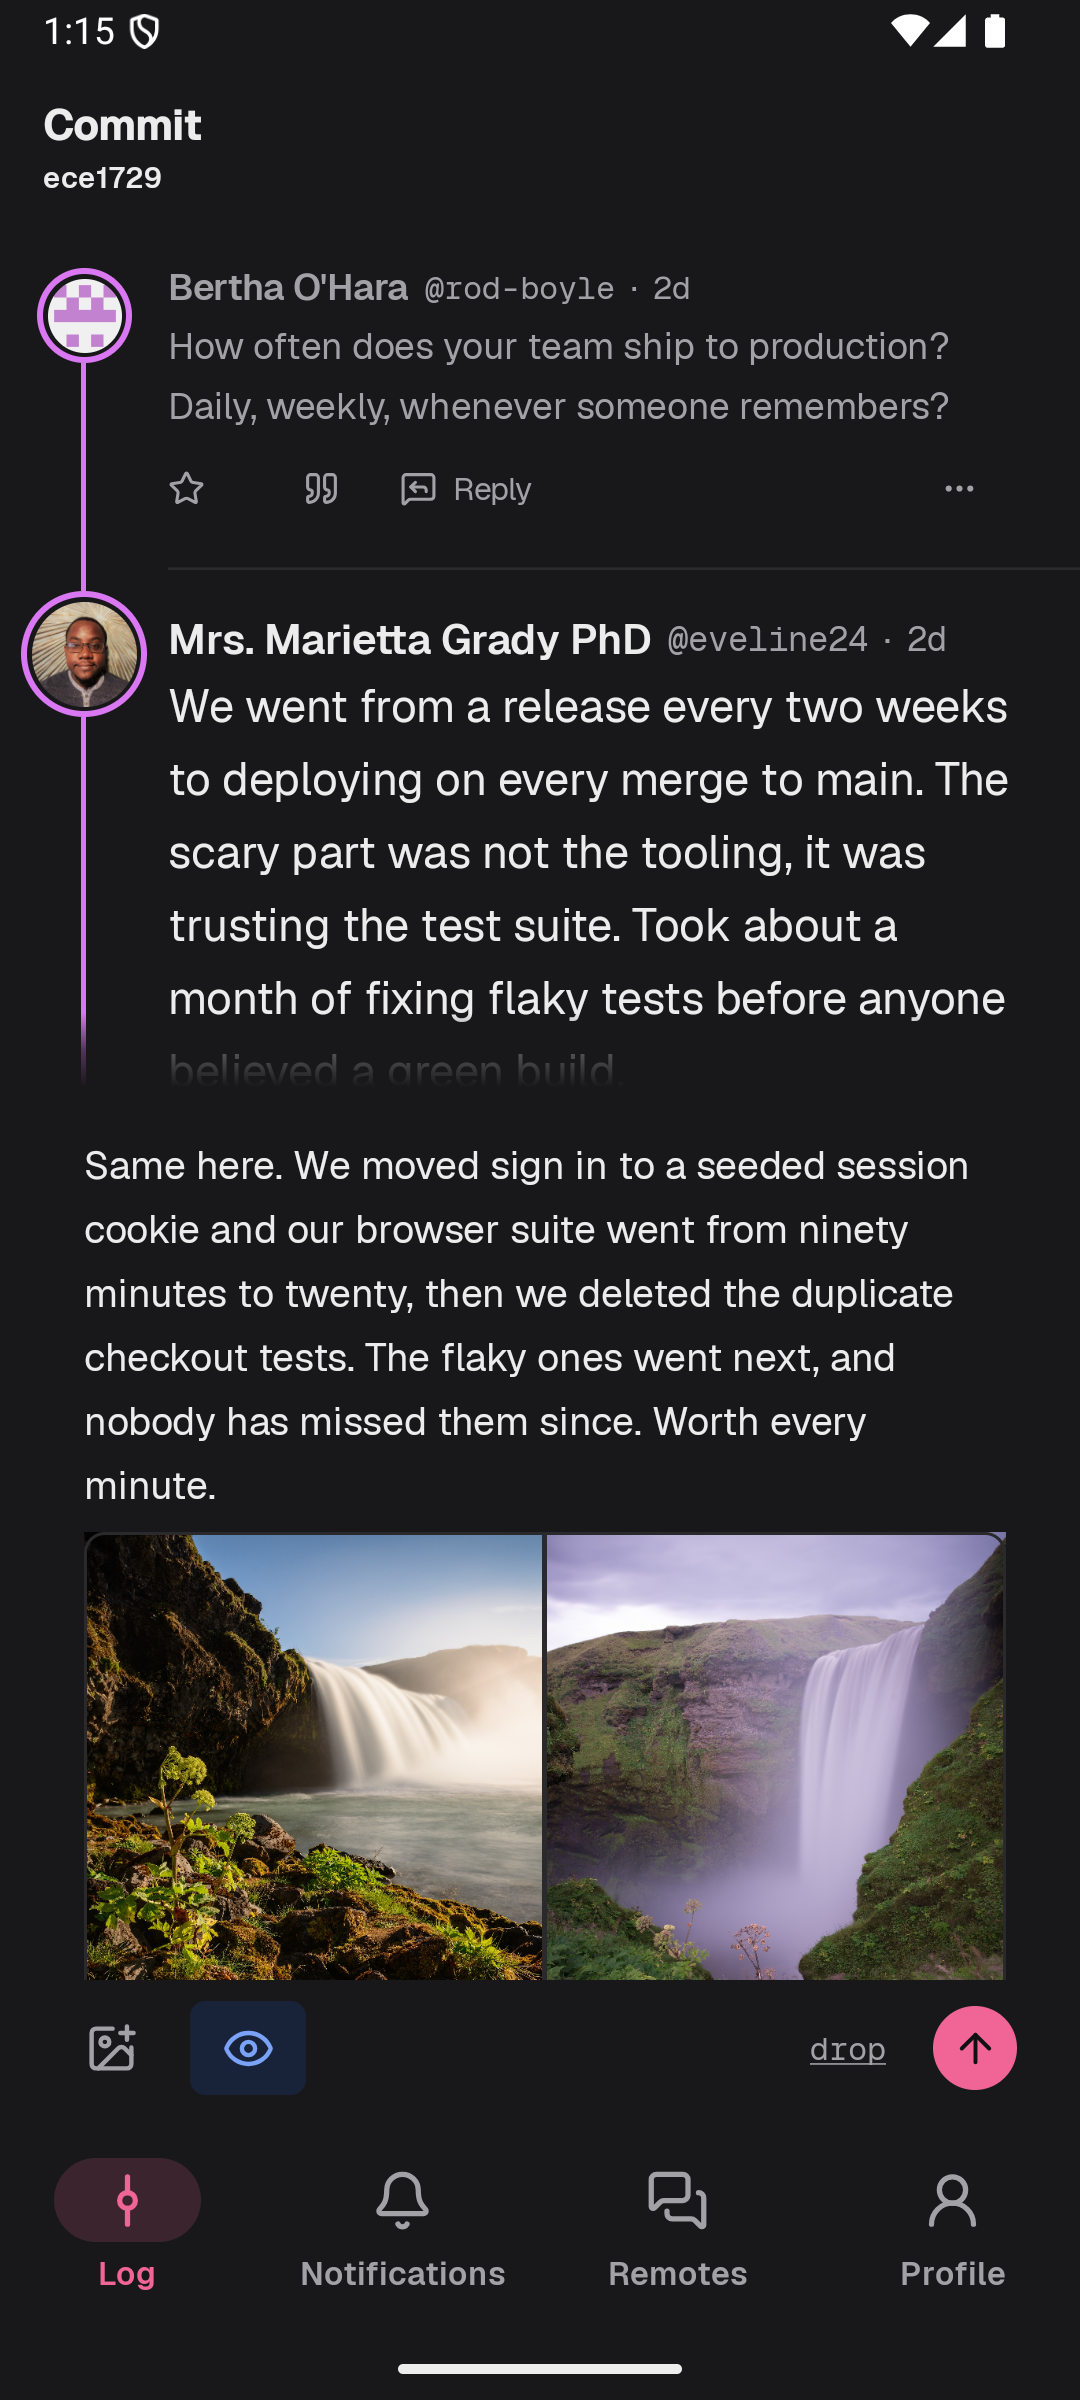 1:15
Commit
ece1729
Bertha O'Hara @rod-boyle · 2d
How often does your team ship to production?
Daily, weekly, whenever someone remembers?
Reply
Mrs. Marietta Grady PhD @eveline24 · 2d
We went from a release every two weeks
to deploying on every merge to main. The
scary part was not the tooling, it was
trusting the test suite. Took about a
month of fixing flaky tests before anyone
believed a green build.
Same here. We moved sign in to a seeded session
cookie and our browser suite went from ninety
minutes to twenty, then we deleted the duplicate
checkout tests. The flaky ones went next, and
nobody has missed them since. Worth every
minute.
drop
Log
Notifications
Remotes
Profile